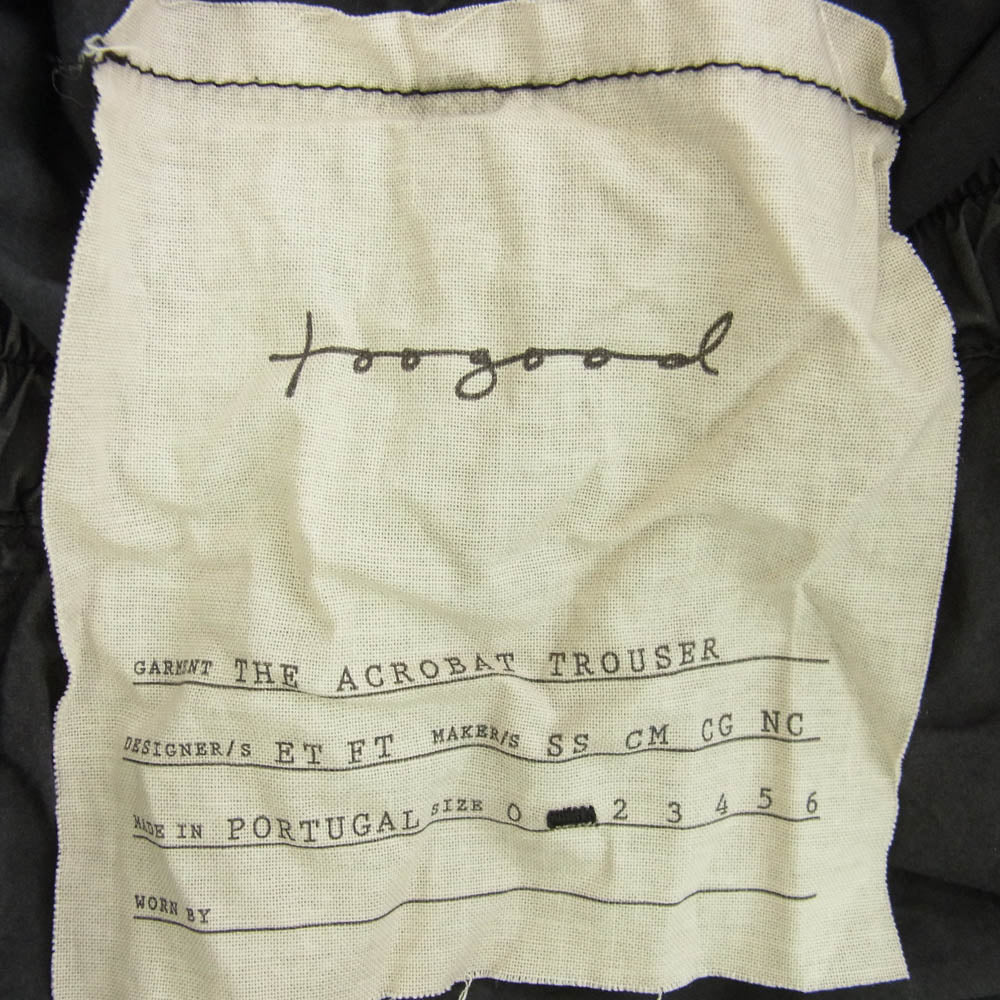 toogood
GARMENT THE ACROBAT TROUSER
DESIGNER/S ET FT MAKER/S SS CM CG NC
MADE IN PORTUGAL SIZE 0 2 3 4 5 6
WORN BY